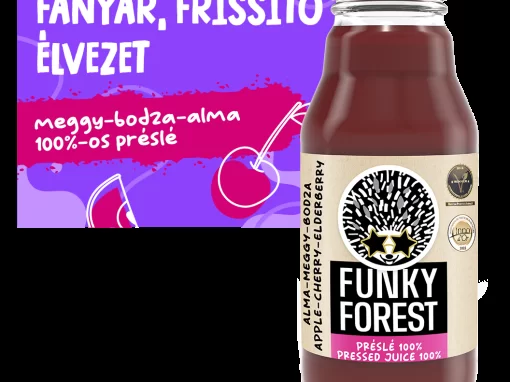 FANYAR, FRISSÍTŐ
ÉLVEZET
meggy-bodza-alma
100%-os préslé
ALMA-MEGGY-BODZA
APPLE-CHERRY-ELDERBERRY
FUNKY
FOREST
PRÉSLÉ 100%
PRESSED JUICE 100%